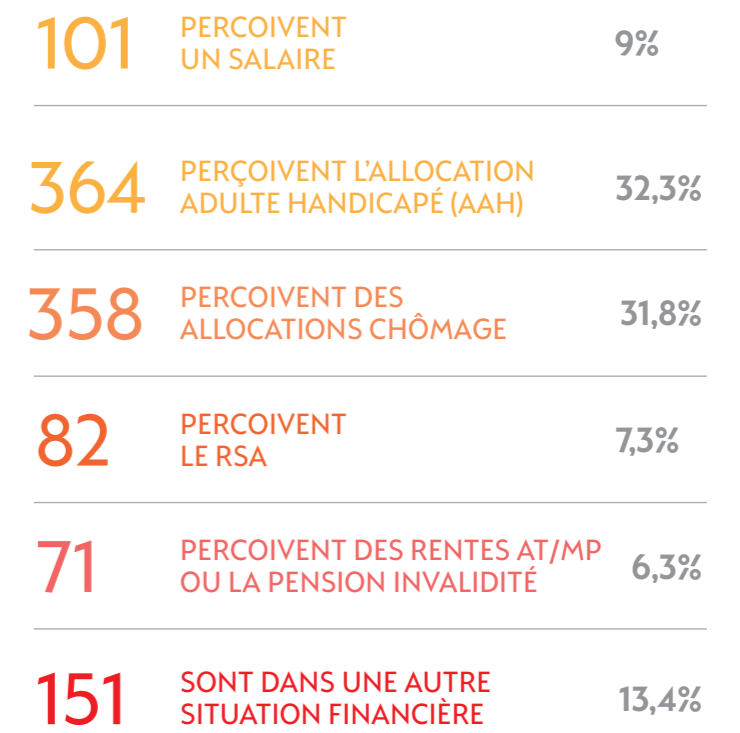 101 PERCOIVENT
UN SALAIRE 9%
364 PERÇOIVENT L'ALLOCATION
ADULTE HANDICAPÉ (AAH) 32,3%
358 PERCOIVENT DES
ALLOCATIONS CHÔMAGE 31,8%
82 PERCOIVENT
LE RSA 7,3%
71 PERCOIVENT DES RENTES AT/MP
OU LA PENSION INVALIDITÉ 6,3%
151 SONT DANS UNE AUTRE
SITUATION FINANCIÈRE 13,4%